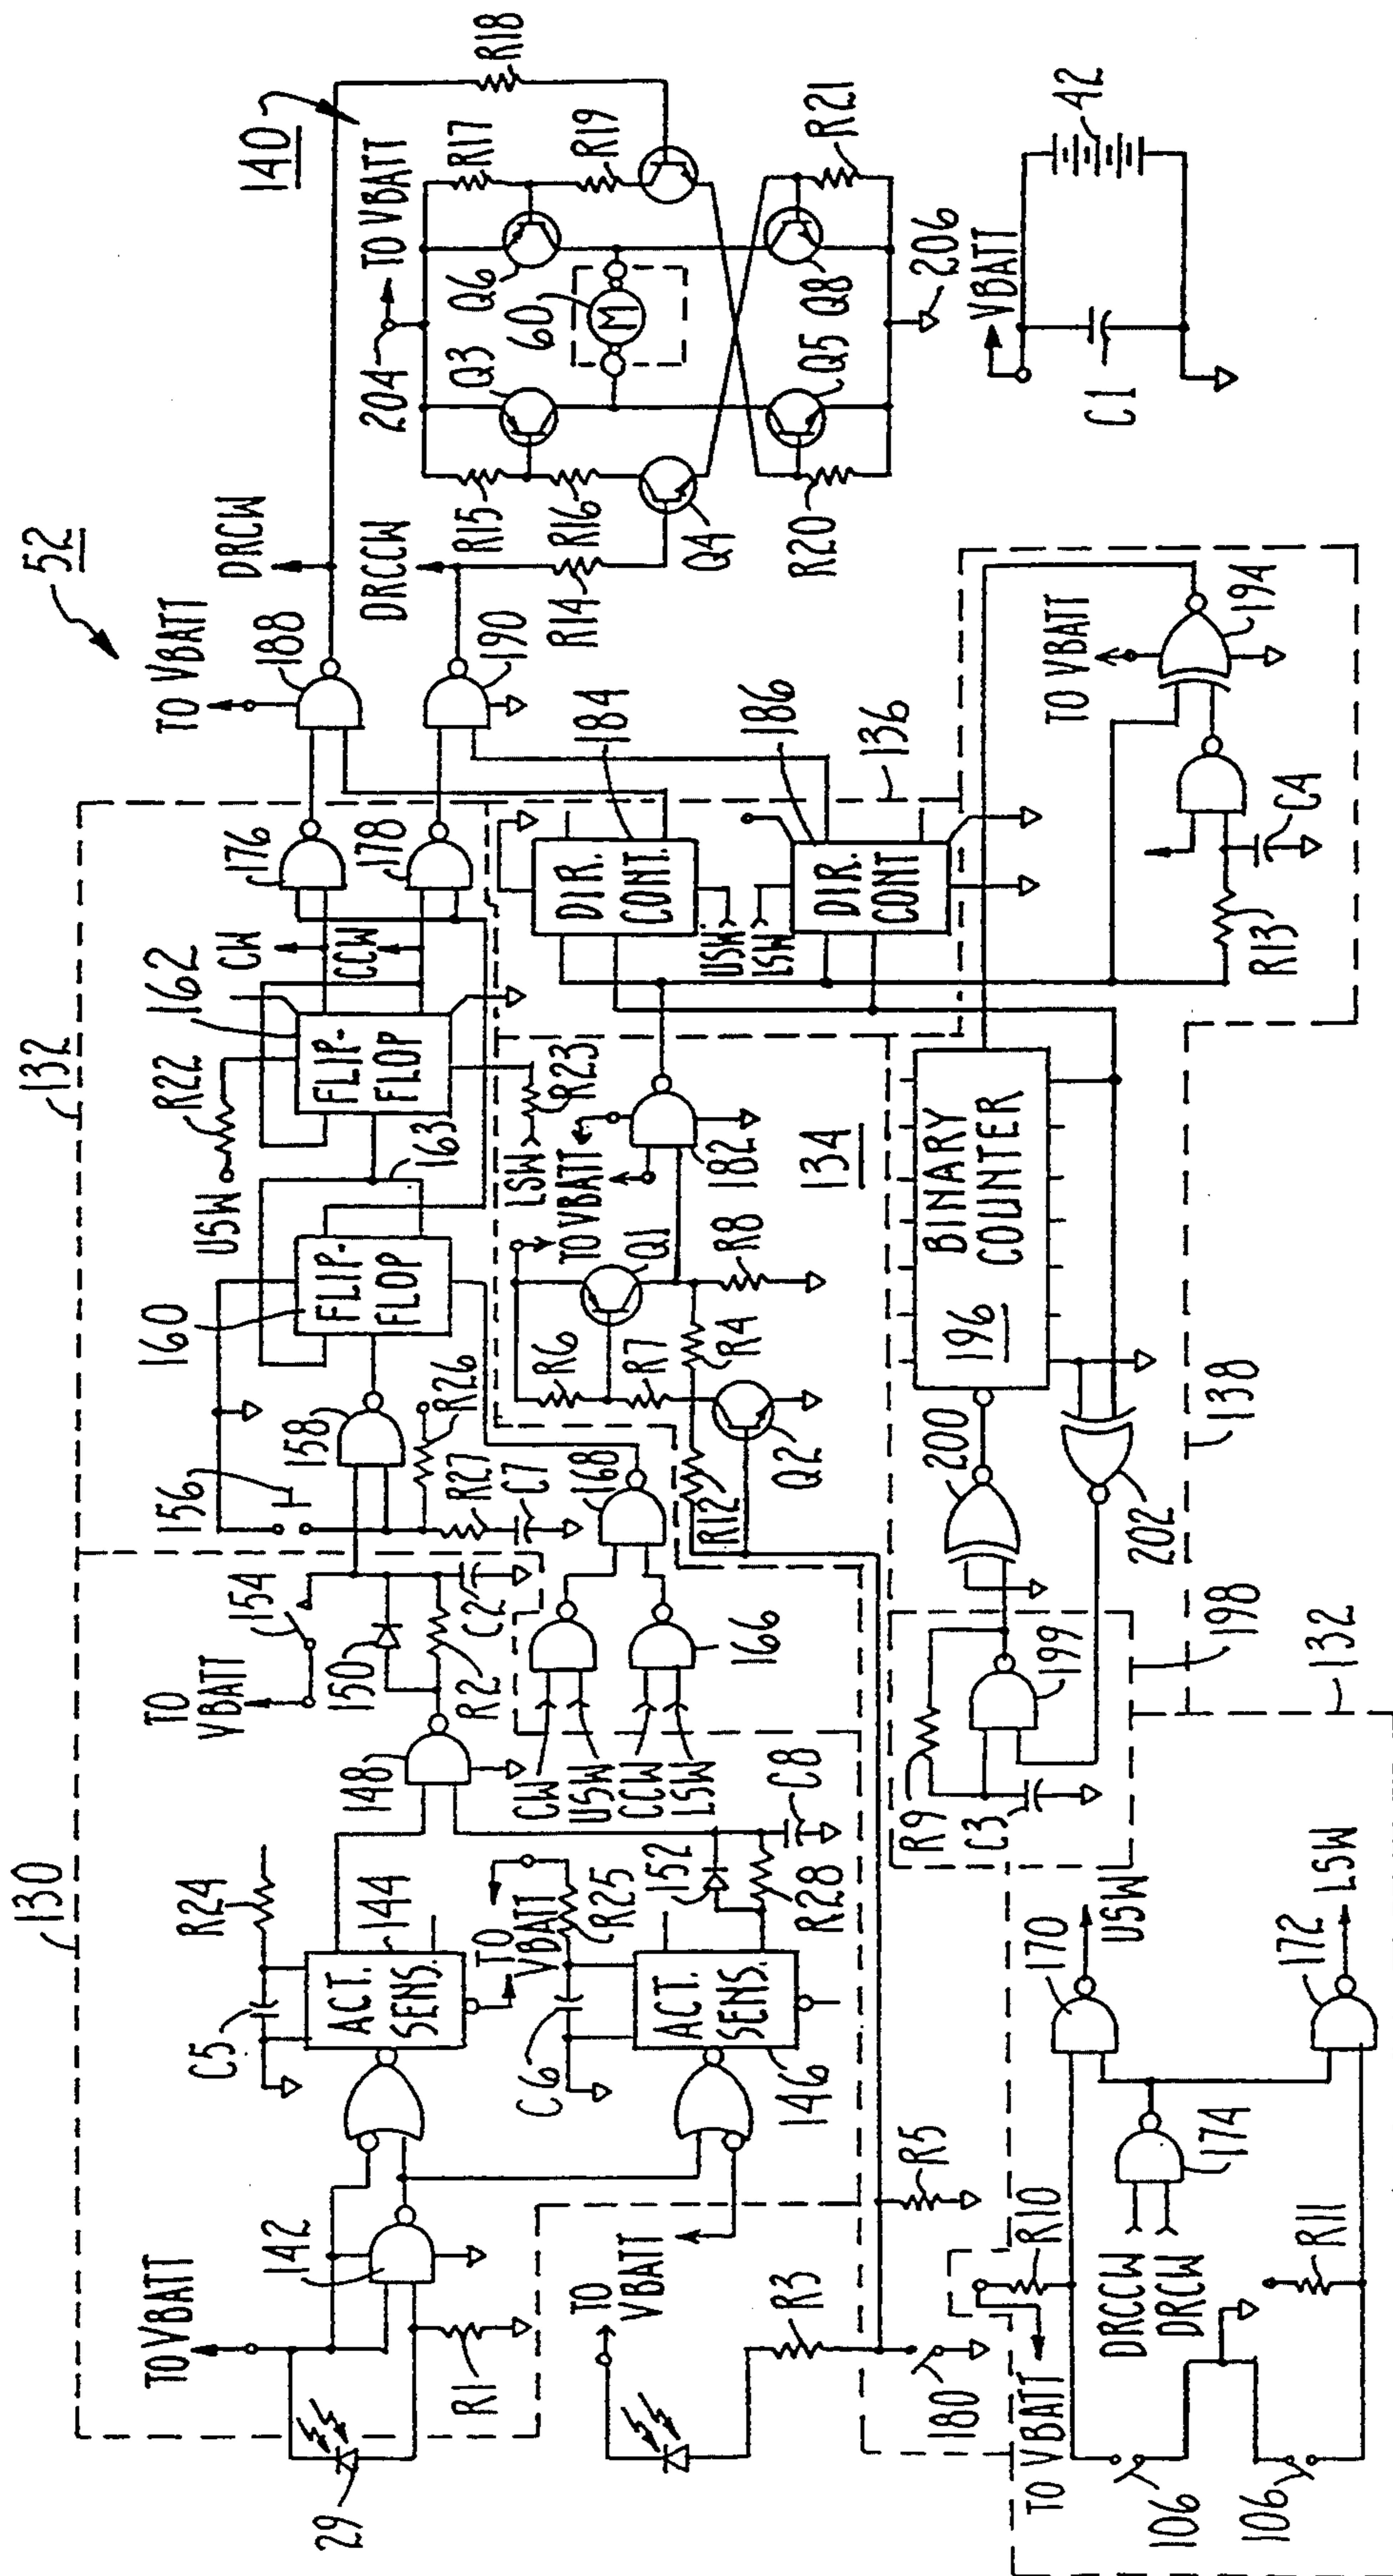 52
130
132
TO VBATT
142
R1
29
C5
R24
ACT.
SENS.
144
148
TO
VBATT
154
150
R2
C2
156
158
R26
R27
C7
160
FLIP-
FLOP
163
USW
R22
162
FLIP-
FLOP
CW
CCW
176
178
TO VBATT
188
190
DRCW
DRCCW
R14
140
R18
204
TO VBATT
R15
R16
Q3
Q4
Q6
R17
R19
60
M
Q5
Q8
R20
R21
206
VBATT
C1
42
TO
VBATT
R3
TO
VBATT
R25
C6
ACT.
SENS.
146
152
R28
C8
CW
USW
CCW
LSW
166
168
R12
Q2
R4
R6
R7
Q1
R8
TO VBATT
LSW
R23
182
134
DIR.
CONT.
184
USW
LSW
DIR.
CONT
186
136
180
R5
R9
C3
199
198
200
202
196
BINARY
COUNTER
138
TO VBATT
194
R13
C4
TO VBATT
R10
106
106
DRCCW
DRCW
174
R11
170
USW
172
LSW
132